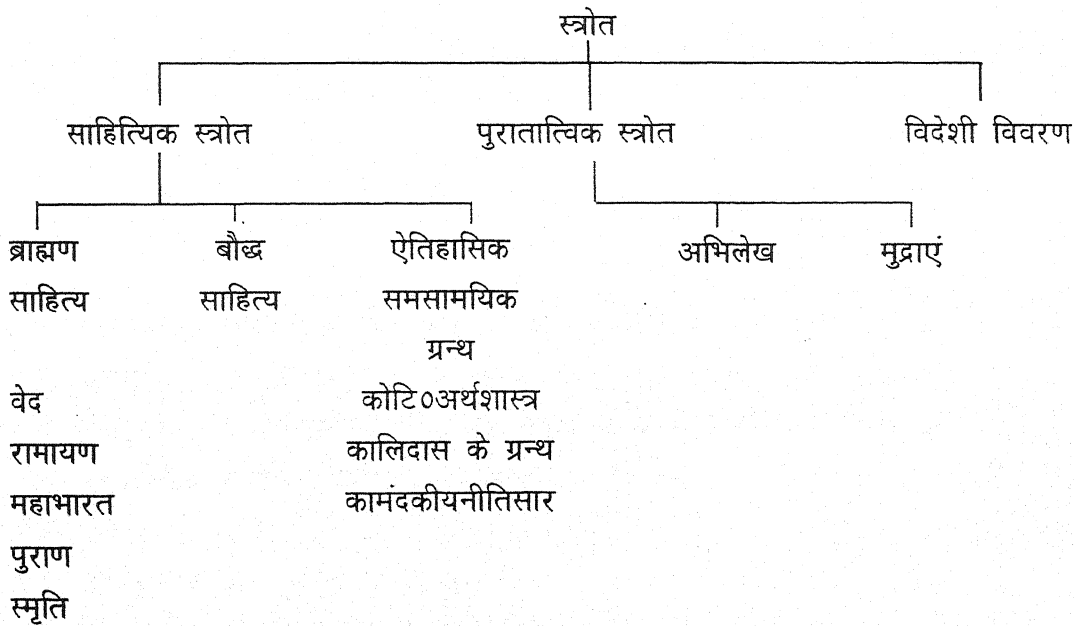 स्त्रोत
साहित्यिक स्त्रोत पुरातात्विक स्त्रोत विदेशी विवरण
ब्राह्मण बौद्ध ऐतिहासिक अभिलेख मुद्राएं
साहित्य साहित्य समसामयिक
ग्रन्थ
वेद कोटि०अर्थशास्त्र
रामायण कालिदास के ग्रन्थ
महाभारत कामंदकीयनीतिसार
पुराण
स्मृति